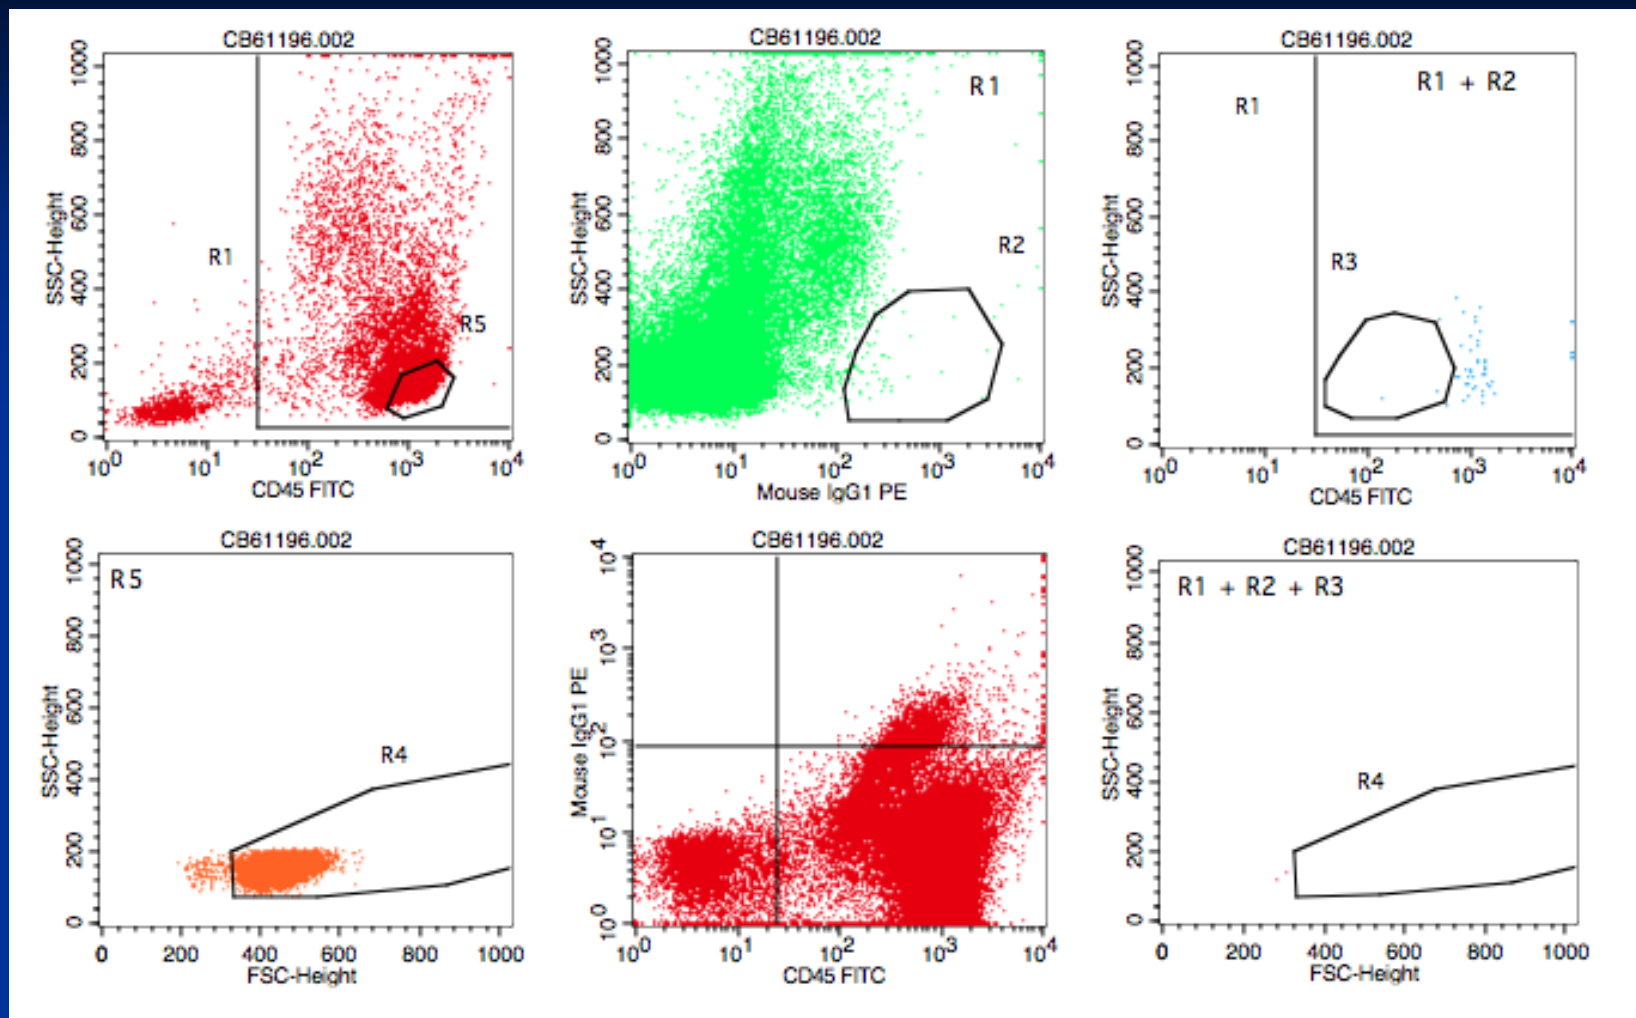 CB61196.002
1000
800
600
400
200
0
SSC-Height
R1
R5
10^0 10^1 10^2 10^3 10^4
CD45 FITC
CB61196.002
1000
800
600
400
200
0
SSC-Height
R1
R2
10^0 10^1 10^2 10^3 10^4
Mouse IgG1 PE
CB61196.002
1000
800
600
400
200
0
SSC-Height
R1 + R2
R1
R3
10^0 10^1 10^2 10^3 10^4
CD45 FITC
CB61196.002
1000
800
600
400
200
0
SSC-Height
R5
R4
0 200 400 600 800 1000
FSC-Height
CB61196.002
10^4
10^3
10^2
10^1
10^0
Mouse IgG1 PE
10^0 10^1 10^2 10^3 10^4
CD45 FITC
CB61196.002
1000
800
600
400
200
0
SSC-Height
R1 + R2 + R3
R4
0 200 400 600 800 1000
FSC-Height